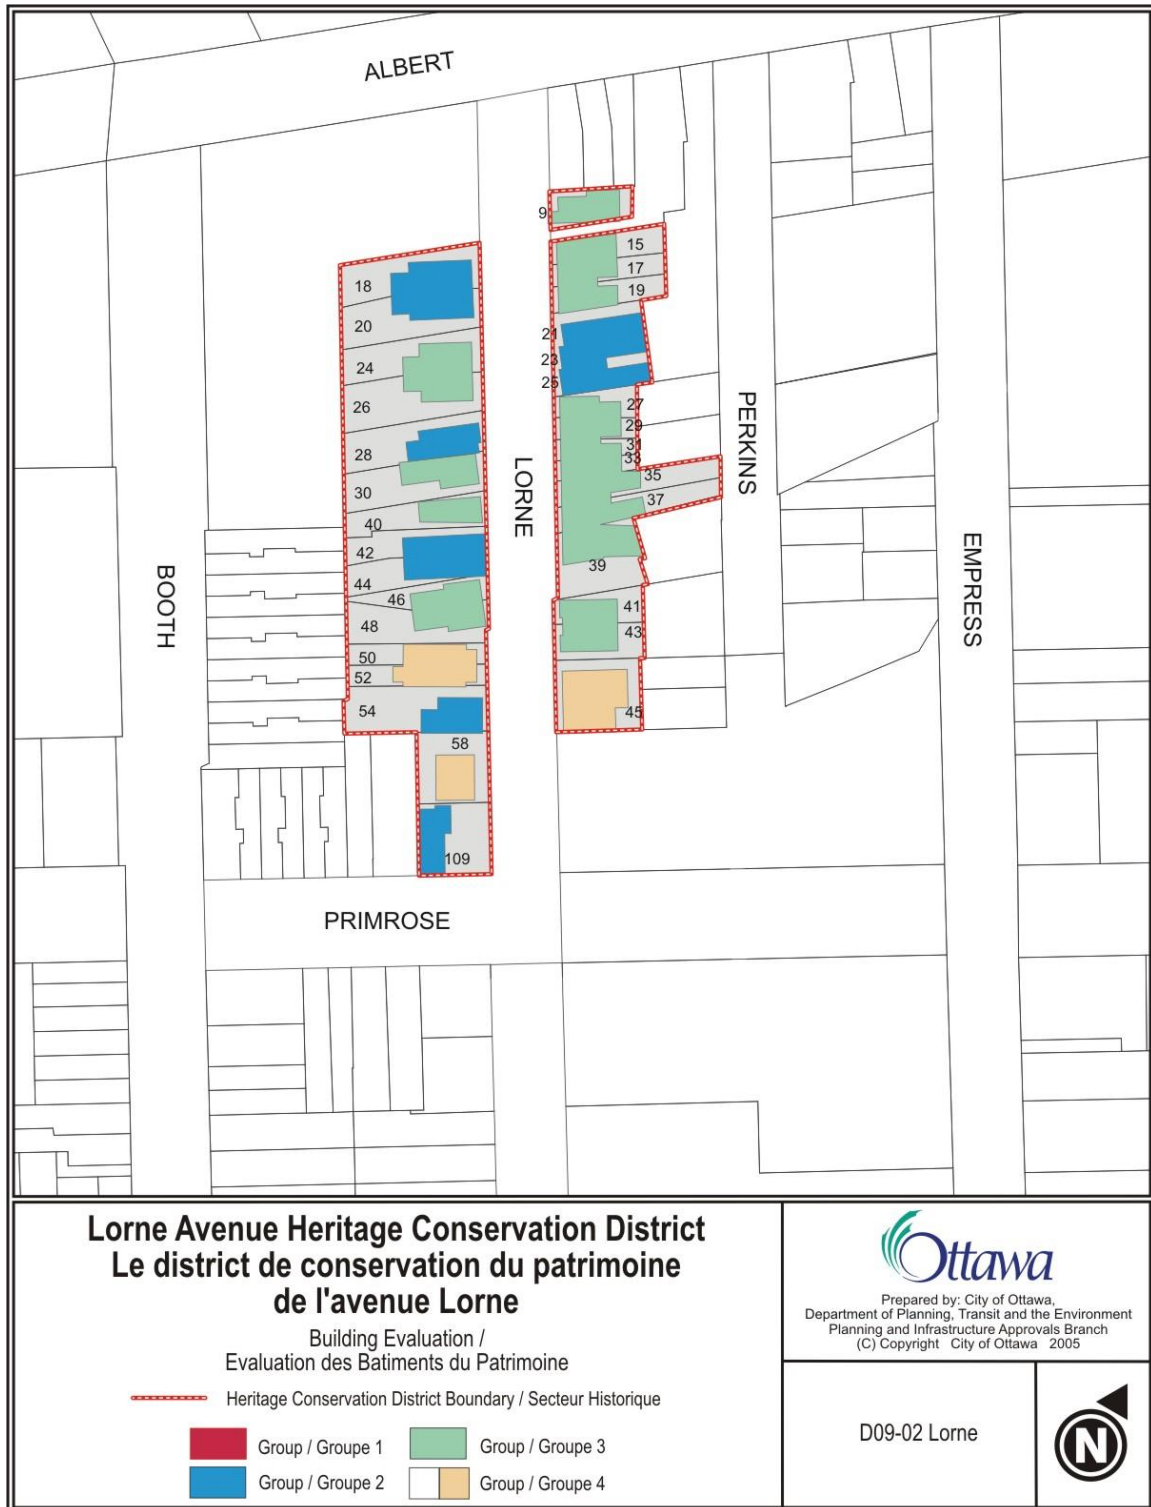 ALBERT
9
15
17
19
18
20
21
23
25
24
26
27
29
31
33
35
37
28
30
40
42
44
46
48
39
41
43
50
52
54
45
58
109
BOOTH
LORNE
PERKINS
EMPRESS
PRIMROSE
Lorne Avenue Heritage Conservation District
Le district de conservation du patrimoine
de l'avenue Lorne
Building Evaluation /
Evaluation des Batiments du Patrimoine
Heritage Conservation District Boundary / Secteur Historique
Group / Groupe 1
Group / Groupe 3
Group / Groupe 2
Group / Groupe 4
Ottawa
Prepared by: City of Ottawa,
Department of Planning, Transit and the Environment
Planning and Infrastructure Approvals Branch
(C) Copyright City of Ottawa 2005
D09-02 Lorne
N